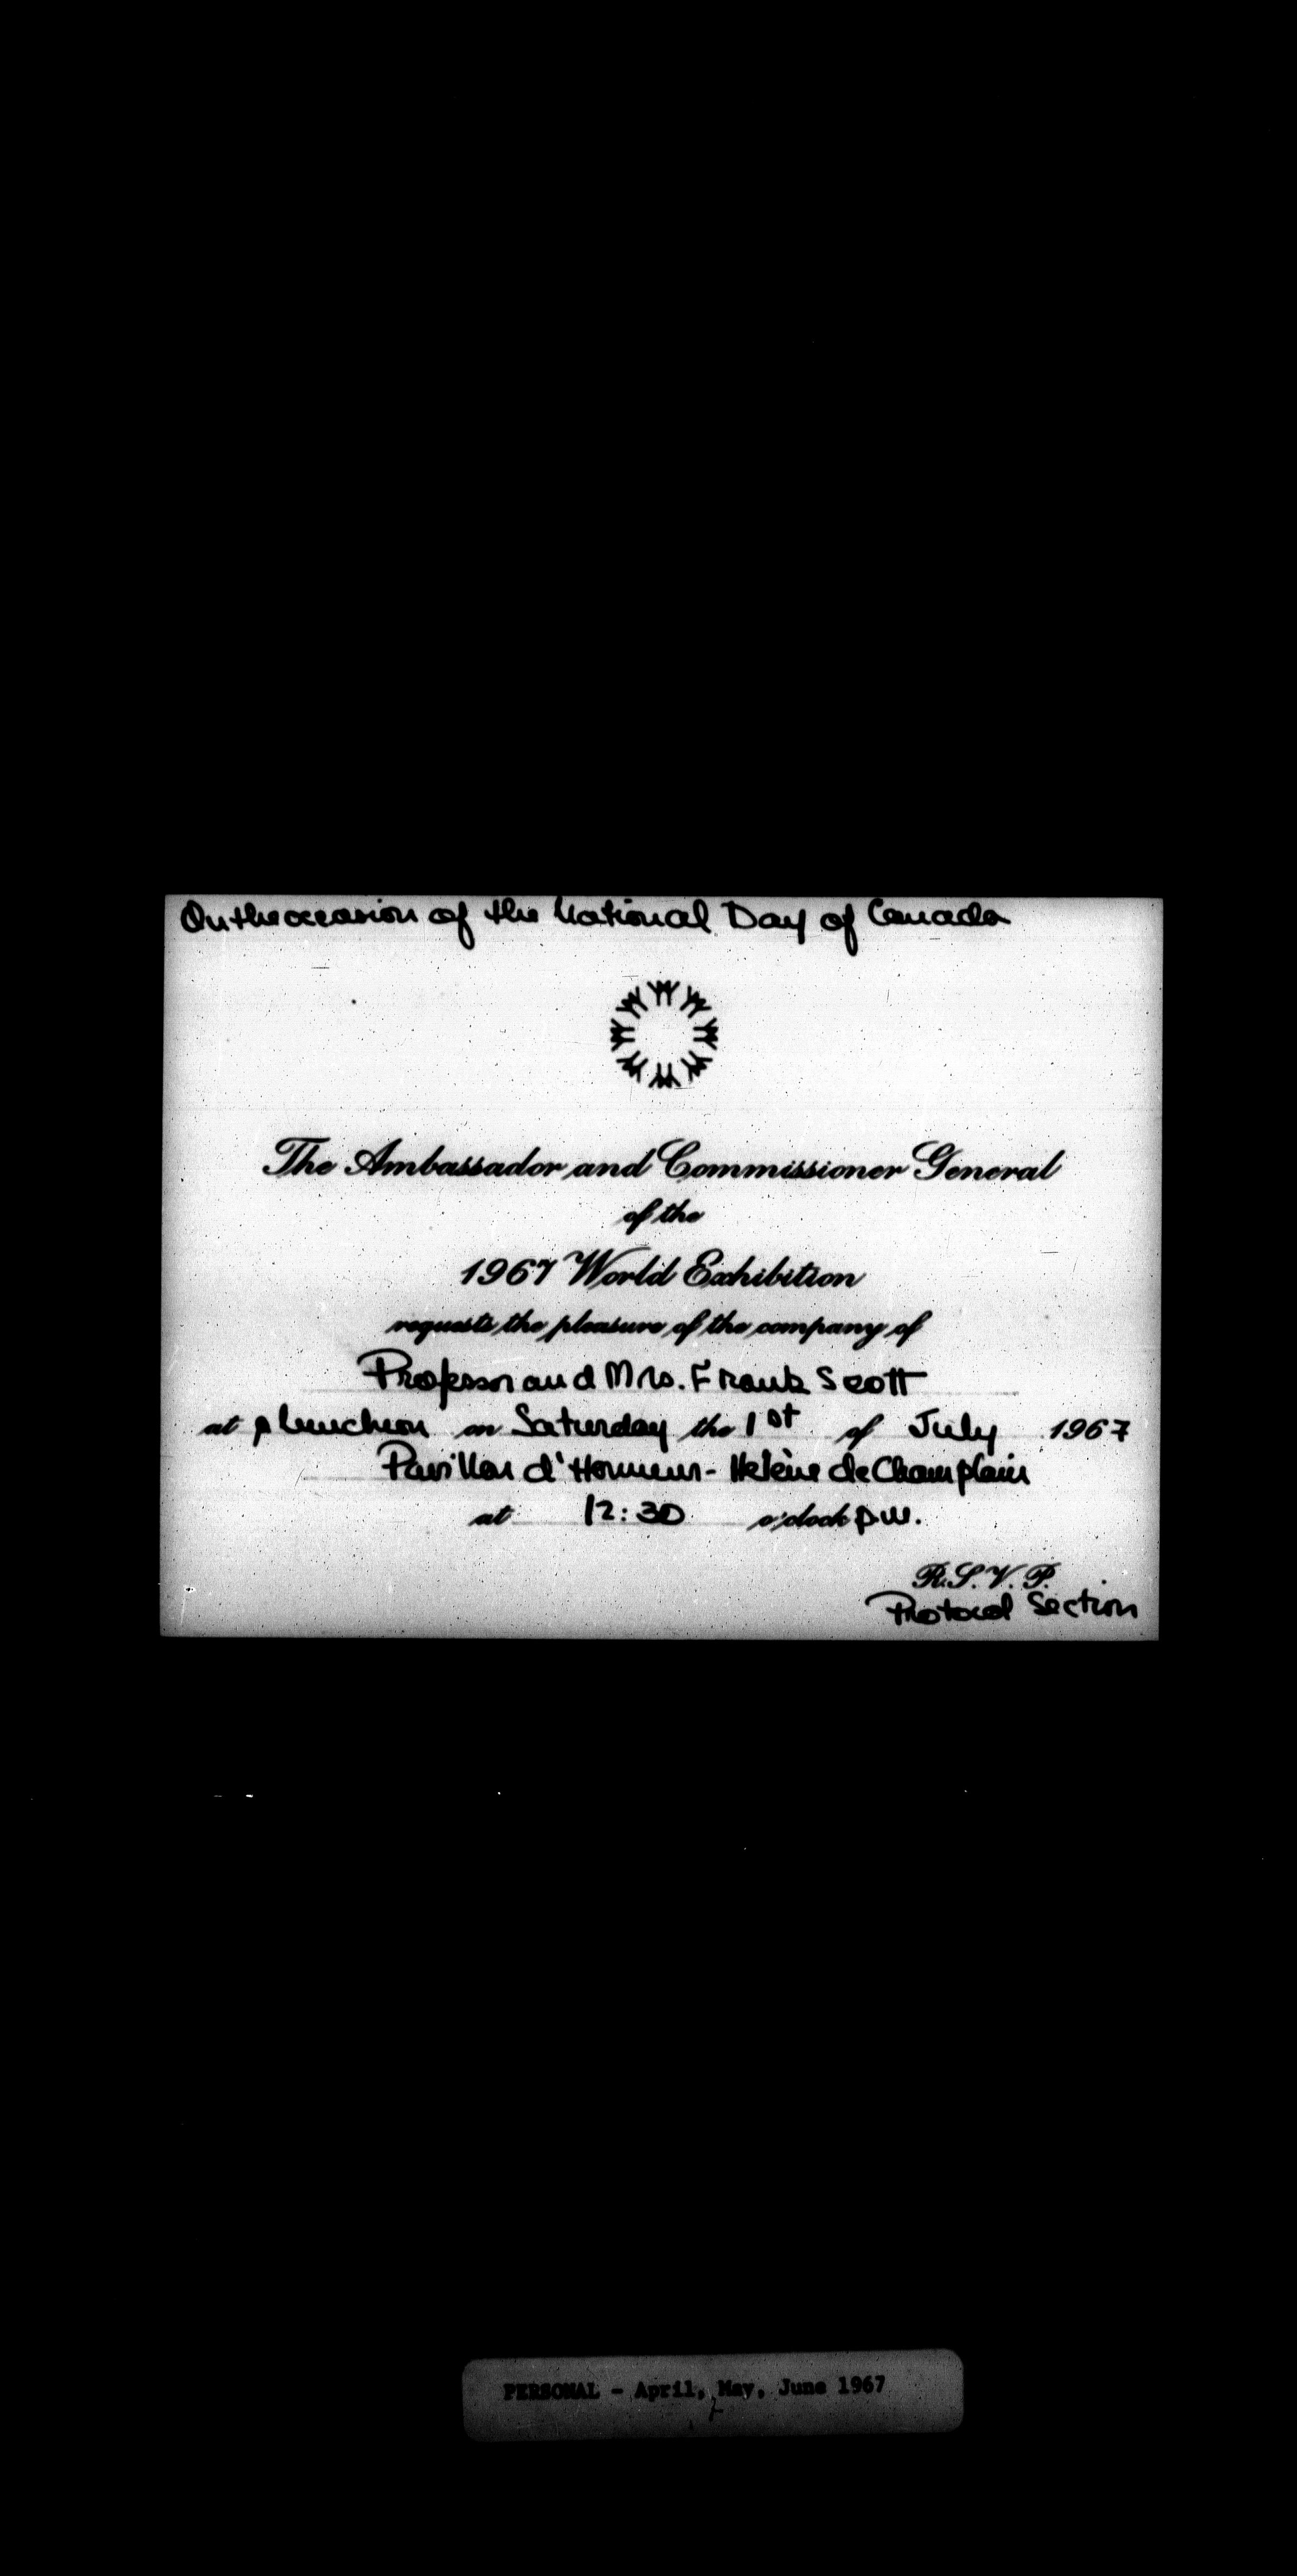 On the occasion of the National Day of Canada
The Ambassador and Commissioner General
of the
1967 World Exhibition
requests the pleasure of the company of
Professor and Mrs. Frank Scott
at a luncheon on Saturday the 1st of July 1967
Pavillon d'Honneur - Hélène de Champlain
at 12:30 o'clock p.m.
R.S.V.P.
Protocol Section
PERSONAL - April, May, June 1967